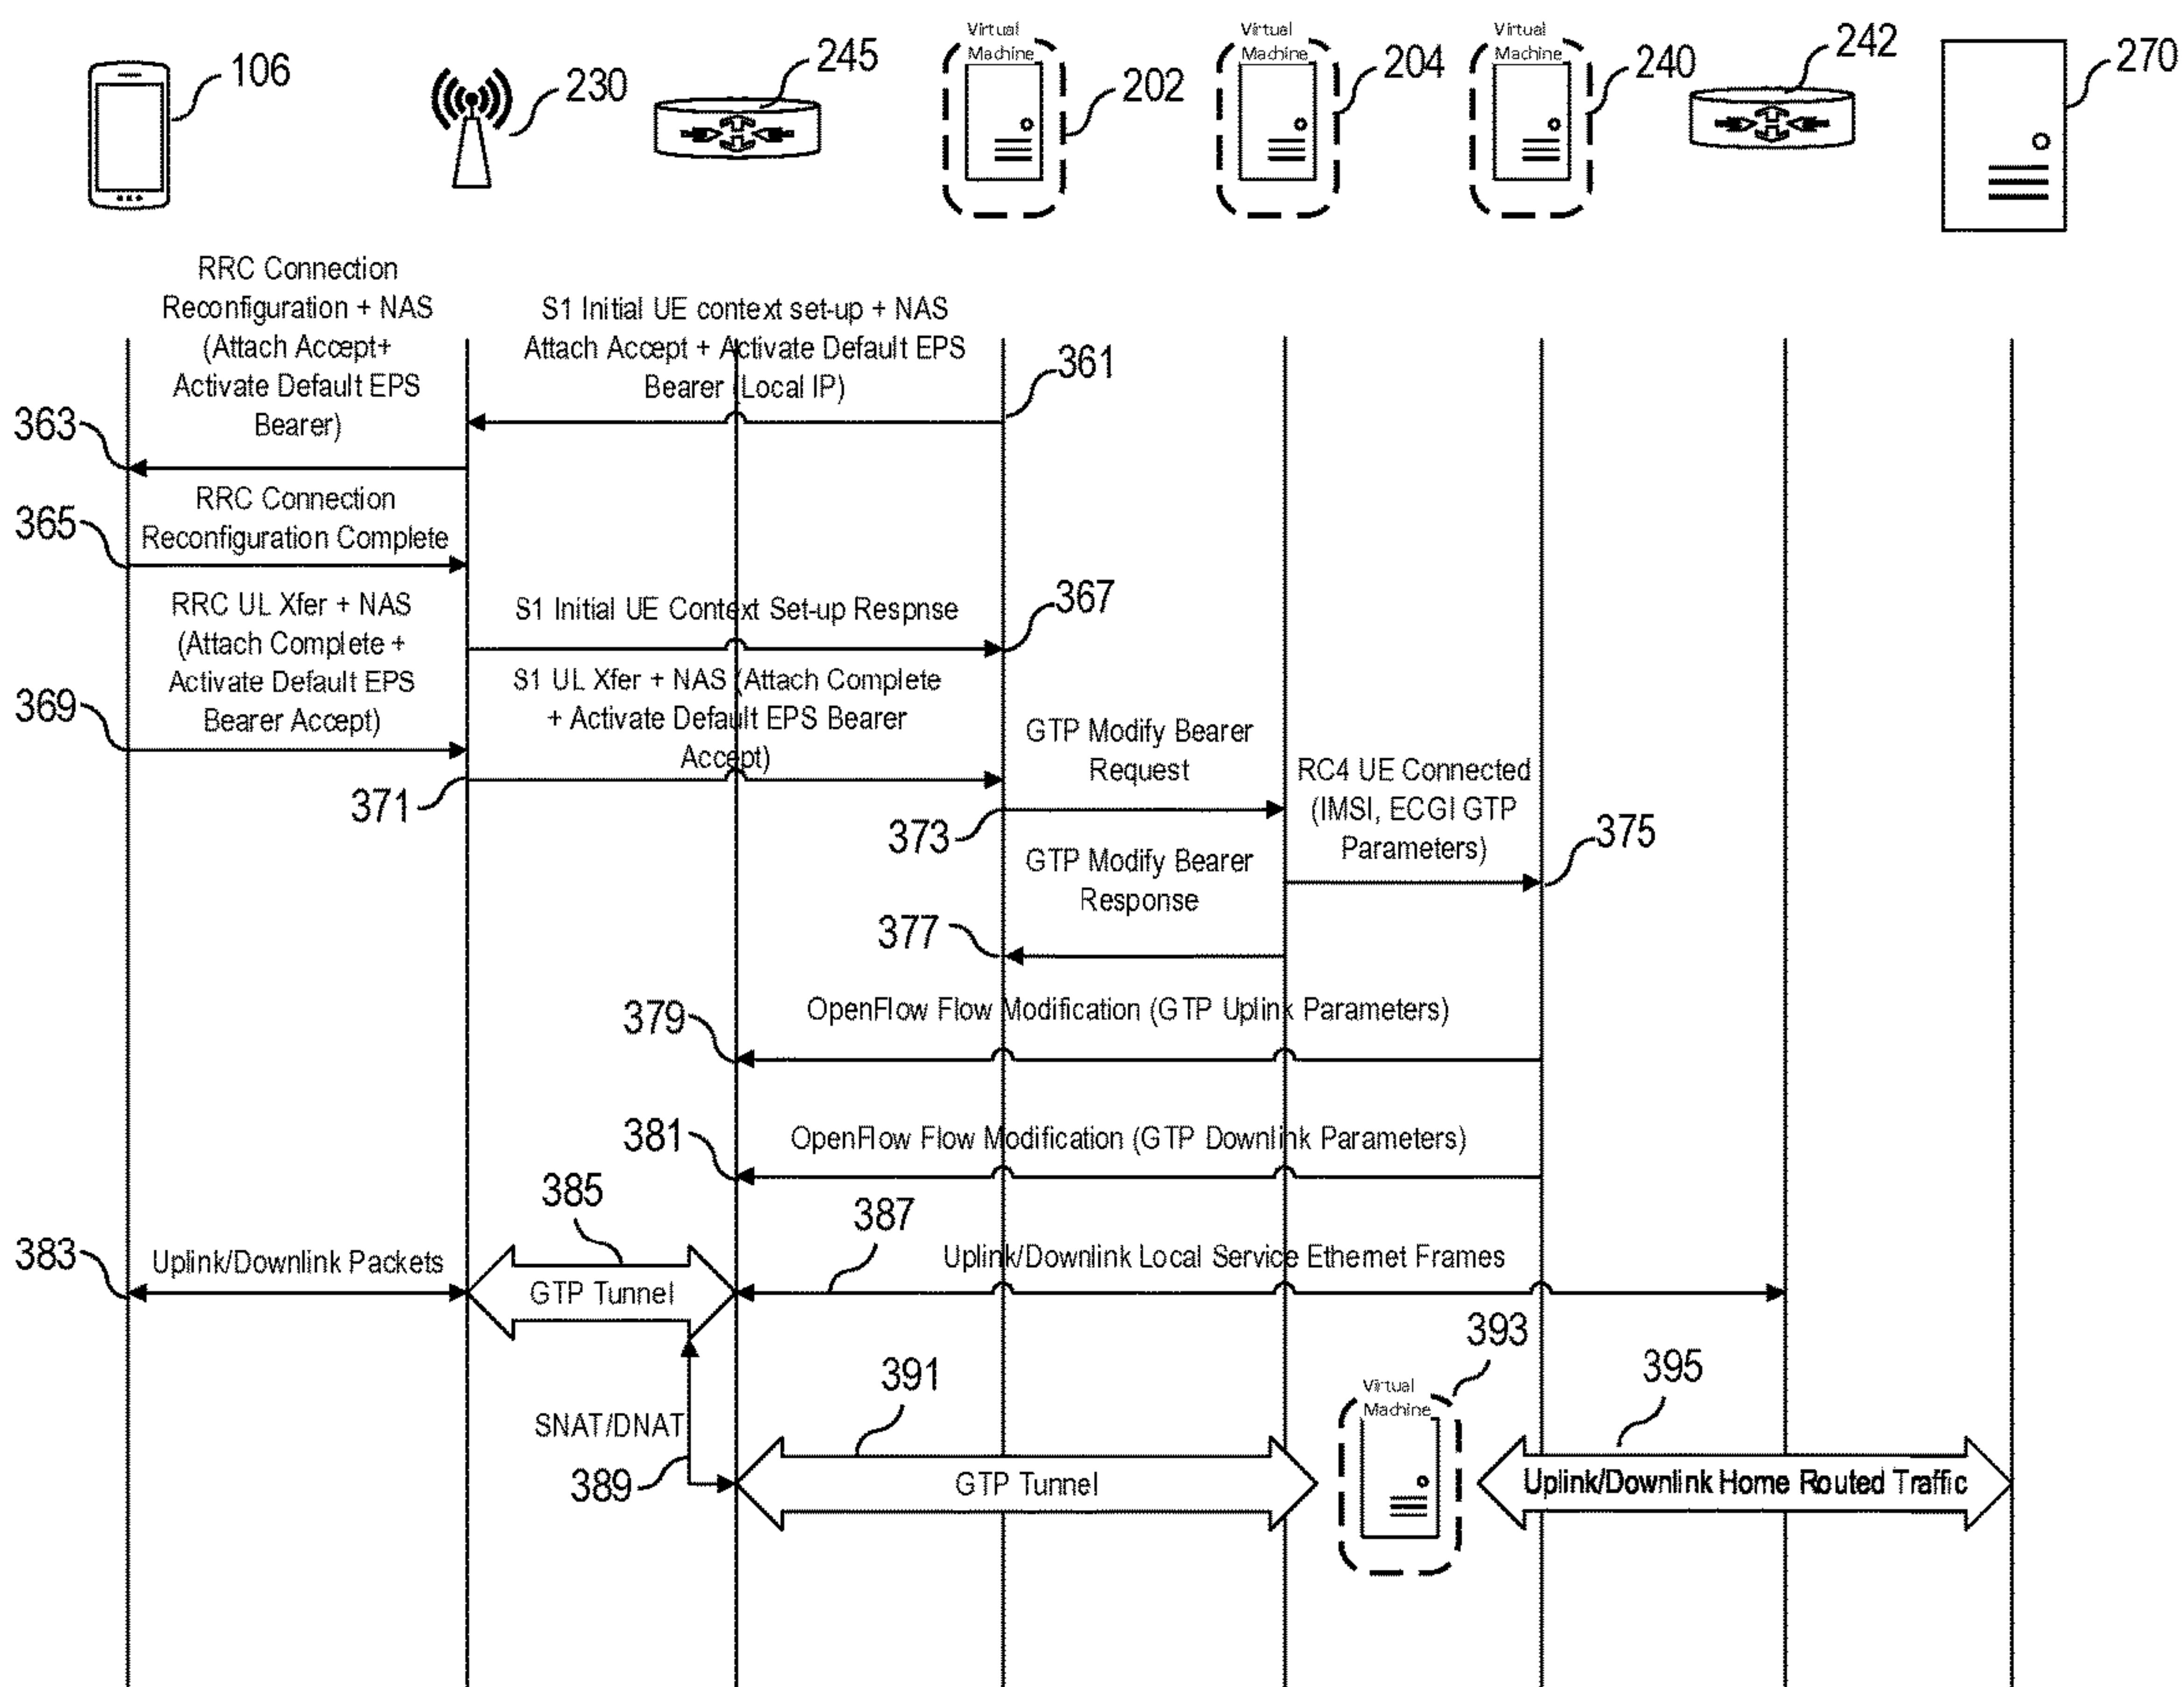 Virtual
Machine
Virtual
Machine
Virtual
Machine
106
230
245
202
204
240
242
270
RRC Connection
Reconfiguration + NAS
(Attach Accept+
Activate Default EPS
Bearer)
S1 Initial UE context set-up + NAS
Attach Accept + Activate Default EPS
Bearer (Local IP)
361
363
RRC Connection
Reconfiguration Complete
365
RRC UL Xfer + NAS
(Attach Complete +
Activate Default EPS
Bearer Accept)
369
S1 Initial UE Context Set-up Respnse
367
S1 UL Xfer + NAS (Attach Complete
+ Activate Default EPS Bearer
Accept)
371
GTP Modify Bearer
Request
373
RC4 UE Connected
(IMSI, ECGI GTP
Parameters)
375
GTP Modify Bearer
Response
377
OpenFlow Flow Modification (GTP Uplink Parameters)
379
OpenFlow Flow Modification (GTP Downlink Parameters)
381
385
387
383
Uplink/Downlink Packets
GTP Tunnel
Uplink/Downlink Local Service Ethernet Frames
393
391
395
Virtual
Machine
SNAT/DNAT
389
GTP Tunnel
Uplink/Downlink Home Routed Traffic